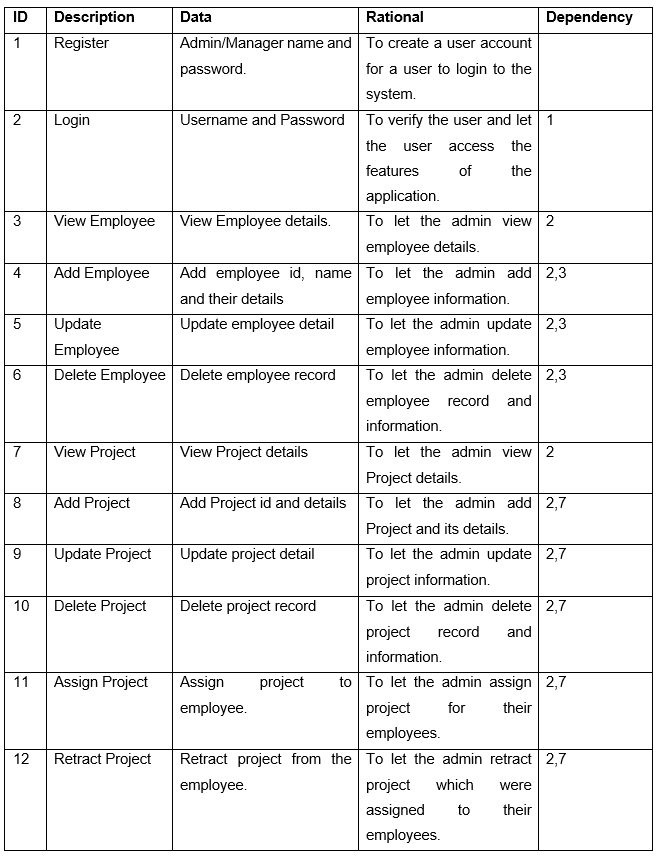 ID Description Data Rational Dependency
1 Register Admin/Manager name and To create a user account
password. for a user to login to the
system.
2 Login Username and Password To verify the user and let 1
the user access the
features of the
application.
3 View Employee View Employee details. To let the admin view 2
employee details.
4 Add Employee Add employee id, name To let the admin add 2,3
and their details employee information.
5 Update Update employee detail To let the admin update 2,3
Employee employee information.
6 Delete Employee Delete employee record To let the admin delete 2,3
employee record and
information.
7 View Project View Project details To let the admin view 2
Project details.
8 Add Project Add Project id and details To let the admin add 2,7
Project and its details.
9 Update Project Update project detail To let the admin update 2,7
project information.
10 Delete Project Delete project record To let the admin delete 2,7
project record and
information.
11 Assign Project Assign project to To let the admin assign 2,7
employee. project for their
employees.
12 Retract Project Retract project from the To let the admin retract 2,7
employee. project which were
assigned to their
employees.